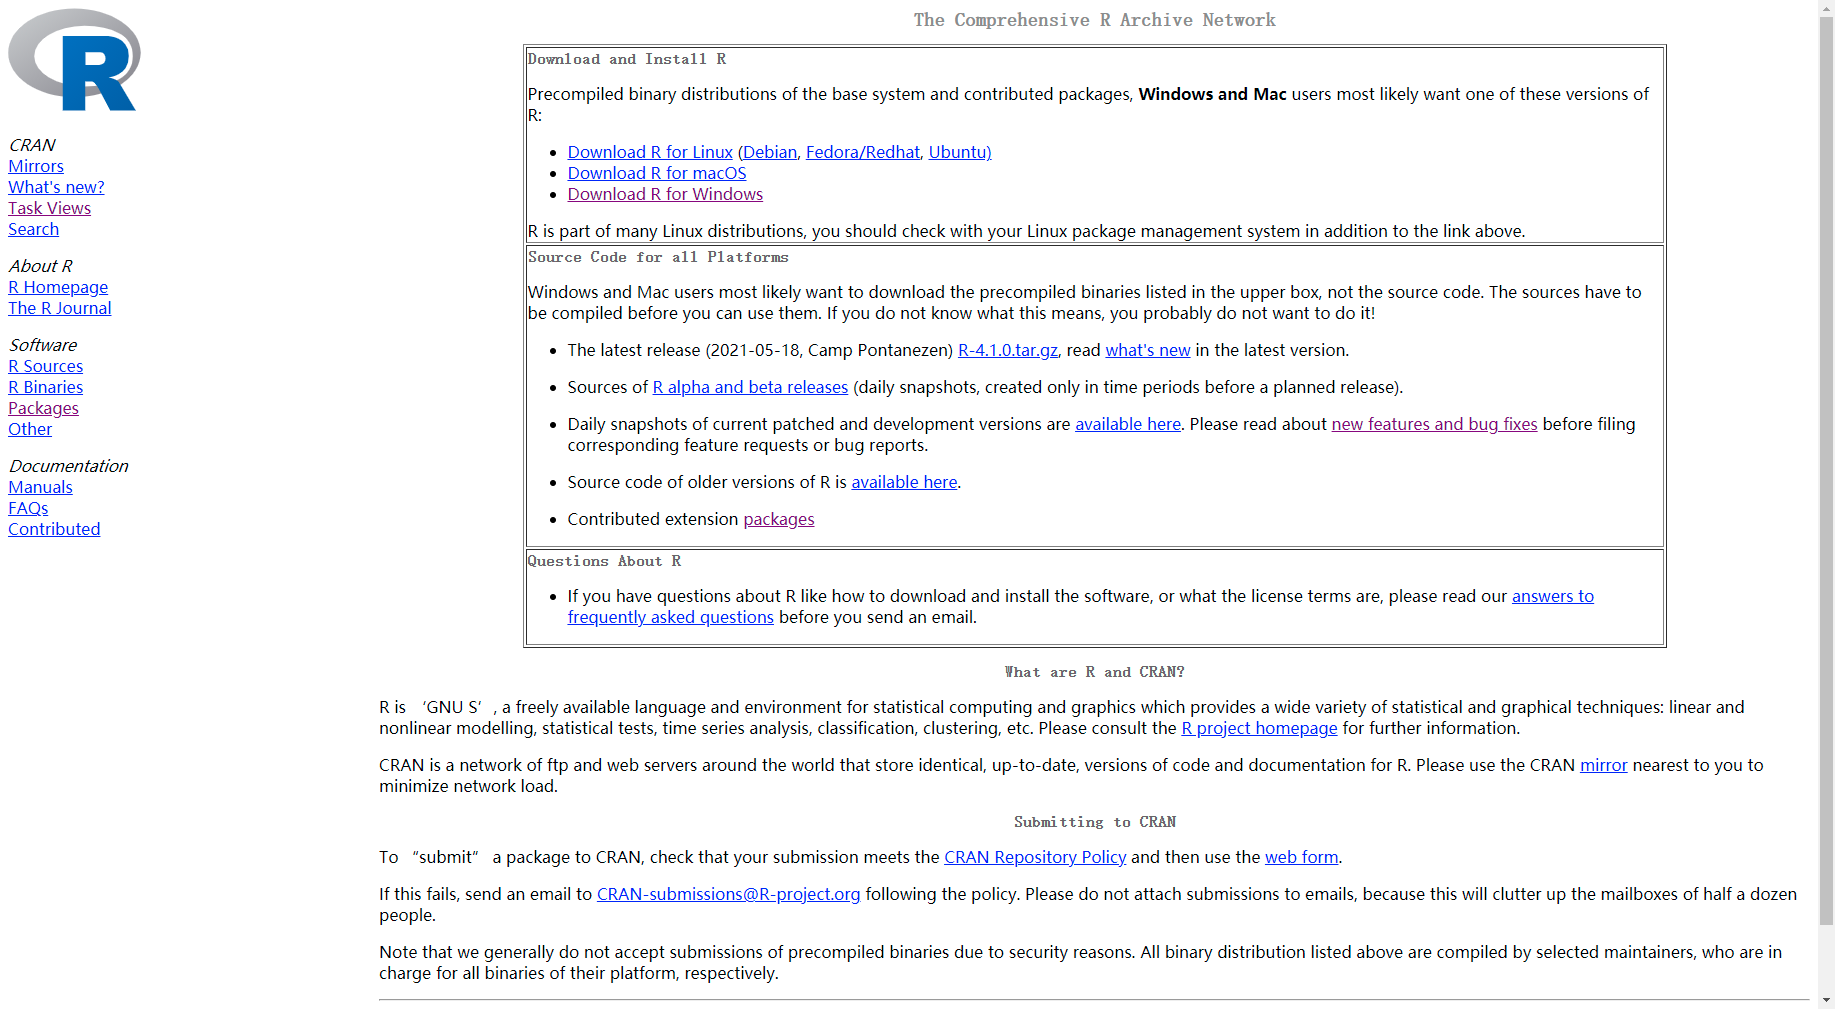 R
CRAN
Mirrors
What's new?
Task Views
Search
About R
R Homepage
The R Journal
Software
R Sources
R Binaries
Packages
Other
Documentation
Manuals
FAQs
Contributed
The Comprehensive R Archive Network
Download and Install R
Precompiled binary distributions of the base system and contributed packages, Windows and Mac users most likely want one of these versions of
R:
• Download R for Linux (Debian, Fedora/Redhat, Ubuntu)
• Download R for macOS
• Download R for Windows
R is part of many Linux distributions, you should check with your Linux package management system in addition to the link above.
Source Code for all Platforms
Windows and Mac users most likely want to download the precompiled binaries listed in the upper box, not the source code. The sources have to
be compiled before you can use them. If you do not know what this means, you probably do not want to do it!
• The latest release (2021-05-18, Camp Pontanezen) R-4.1.0.tar.gz, read what's new in the latest version.
• Sources of R alpha and beta releases (daily snapshots, created only in time periods before a planned release).
• Daily snapshots of current patched and development versions are available here. Please read about new features and bug fixes before filing
corresponding feature requests or bug reports.
• Source code of older versions of R is available here.
• Contributed extension packages
Questions About R
• If you have questions about R like how to download and install the software, or what the license terms are, please read our answers to
frequently asked questions before you send an email.
What are R and CRAN?
R is ‘GNU S’, a freely available language and environment for statistical computing and graphics which provides a wide variety of statistical and graphical techniques: linear and
nonlinear modelling, statistical tests, time series analysis, classification, clustering, etc. Please consult the R project homepage for further information.
CRAN is a network of ftp and web servers around the world that store identical, up-to-date, versions of code and documentation for R. Please use the CRAN mirror nearest to you to
minimize network load.
Submitting to CRAN
To “submit” a package to CRAN, check that your submission meets the CRAN Repository Policy and then use the web form.
If this fails, send an email to CRAN-submissions@R-project.org following the policy. Please do not attach submissions to emails, because this will clutter up the mailboxes of half a dozen
people.
Note that we generally do not accept submissions of precompiled binaries due to security reasons. All binary distribution listed above are compiled by selected maintainers, who are in
charge for all binaries of their platform, respectively.